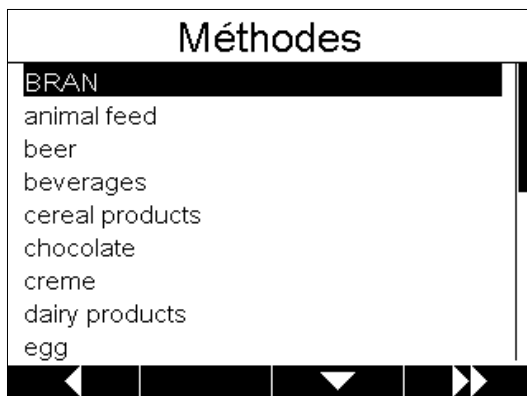 Méthodes
BRAN
animal feed
beer
beverages
cereal products
chocolate
creme
dairy products
egg